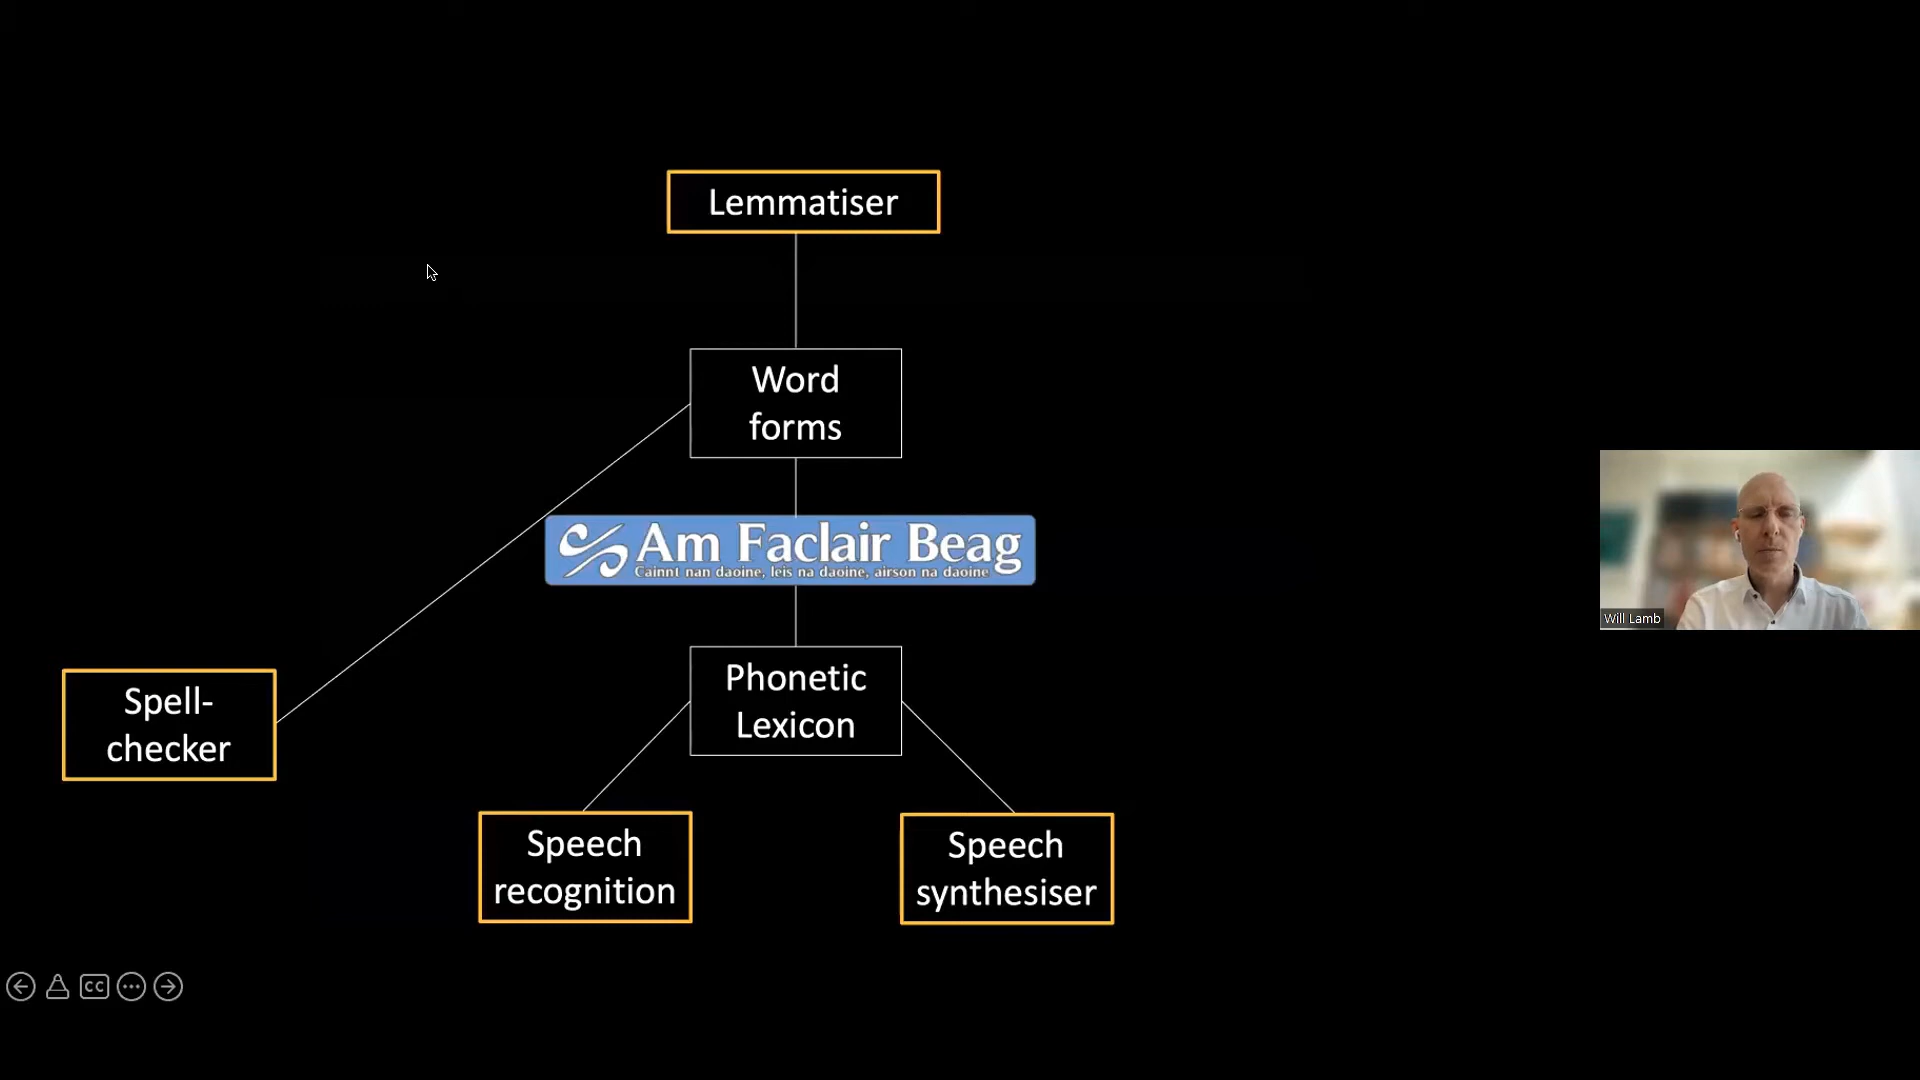 Lemmatiser
Word
forms
Am Faclair Beag
Cainnt nan daoine, leis na daoine, airson na daoine
Phonetic
Lexicon
Spell-
checker
Speech
recognition
Speech
synthesiser
Will Lamb
CC